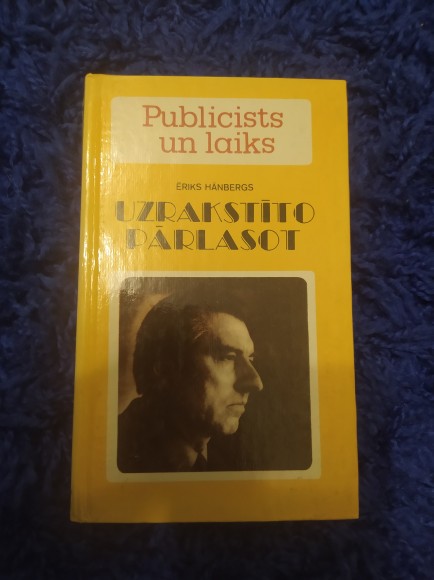 Publicists
un laiks
ĒRIKS HĀNBERGS
UZRAKSTĪTO
PĀRLASOT